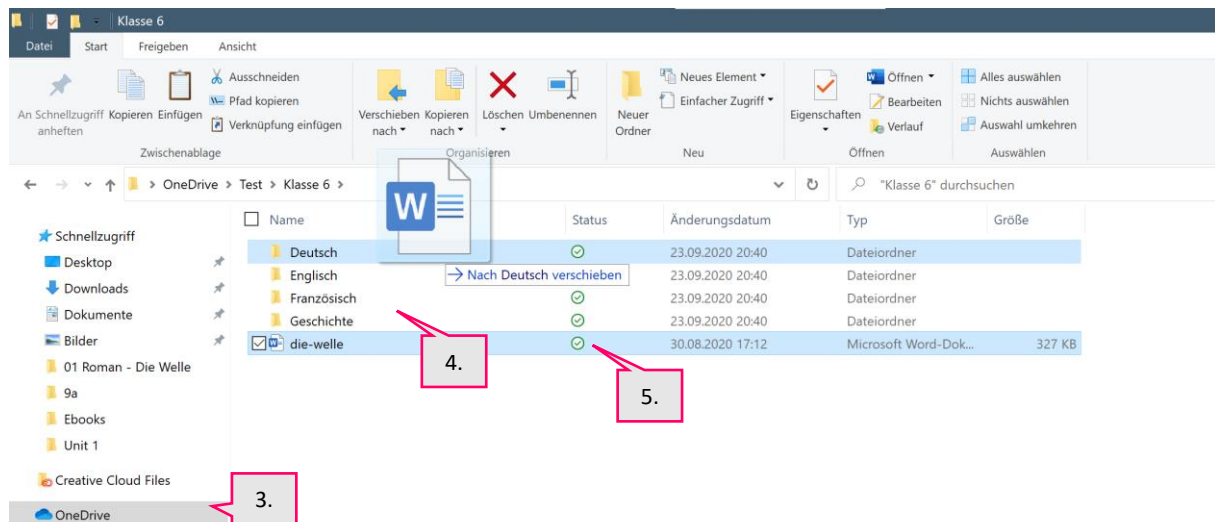 Klasse 6
Datei Start Freigeben Ansicht
An Schnellzugriff anheften
Kopieren
Einfügen
Ausschneiden
Pfad kopieren
Verknüpfung einfügen
Zwischenablage
Verschieben nach
Kopieren nach
Löschen
Umbenennen
Organisieren
Neuer Ordner
Neues Element
Einfacher Zugriff
Neu
Eigenschaften
Öffnen
Bearbeiten
Verlauf
Öffnen
Alles auswählen
Nichts auswählen
Auswahl umkehren
Auswählen
OneDrive > Test > Klasse 6 >
"Klasse 6" durchsuchen
Name Status Änderungsdatum Typ Größe
Deutsch 23.09.2020 20:40 Dateiordner
Englisch 23.09.2020 20:40 Dateiordner
Französisch 23.09.2020 20:40 Dateiordner
Geschichte 23.09.2020 20:40 Dateiordner
die-welle 30.08.2020 17:12 Microsoft Word-Dok... 327 KB
W
Nach Deutsch verschieben
4.
5.
Schnellzugriff
Desktop
Downloads
Dokumente
Bilder
01 Roman - Die Welle
9a
Ebooks
Unit 1
Creative Cloud Files
OneDrive
3.